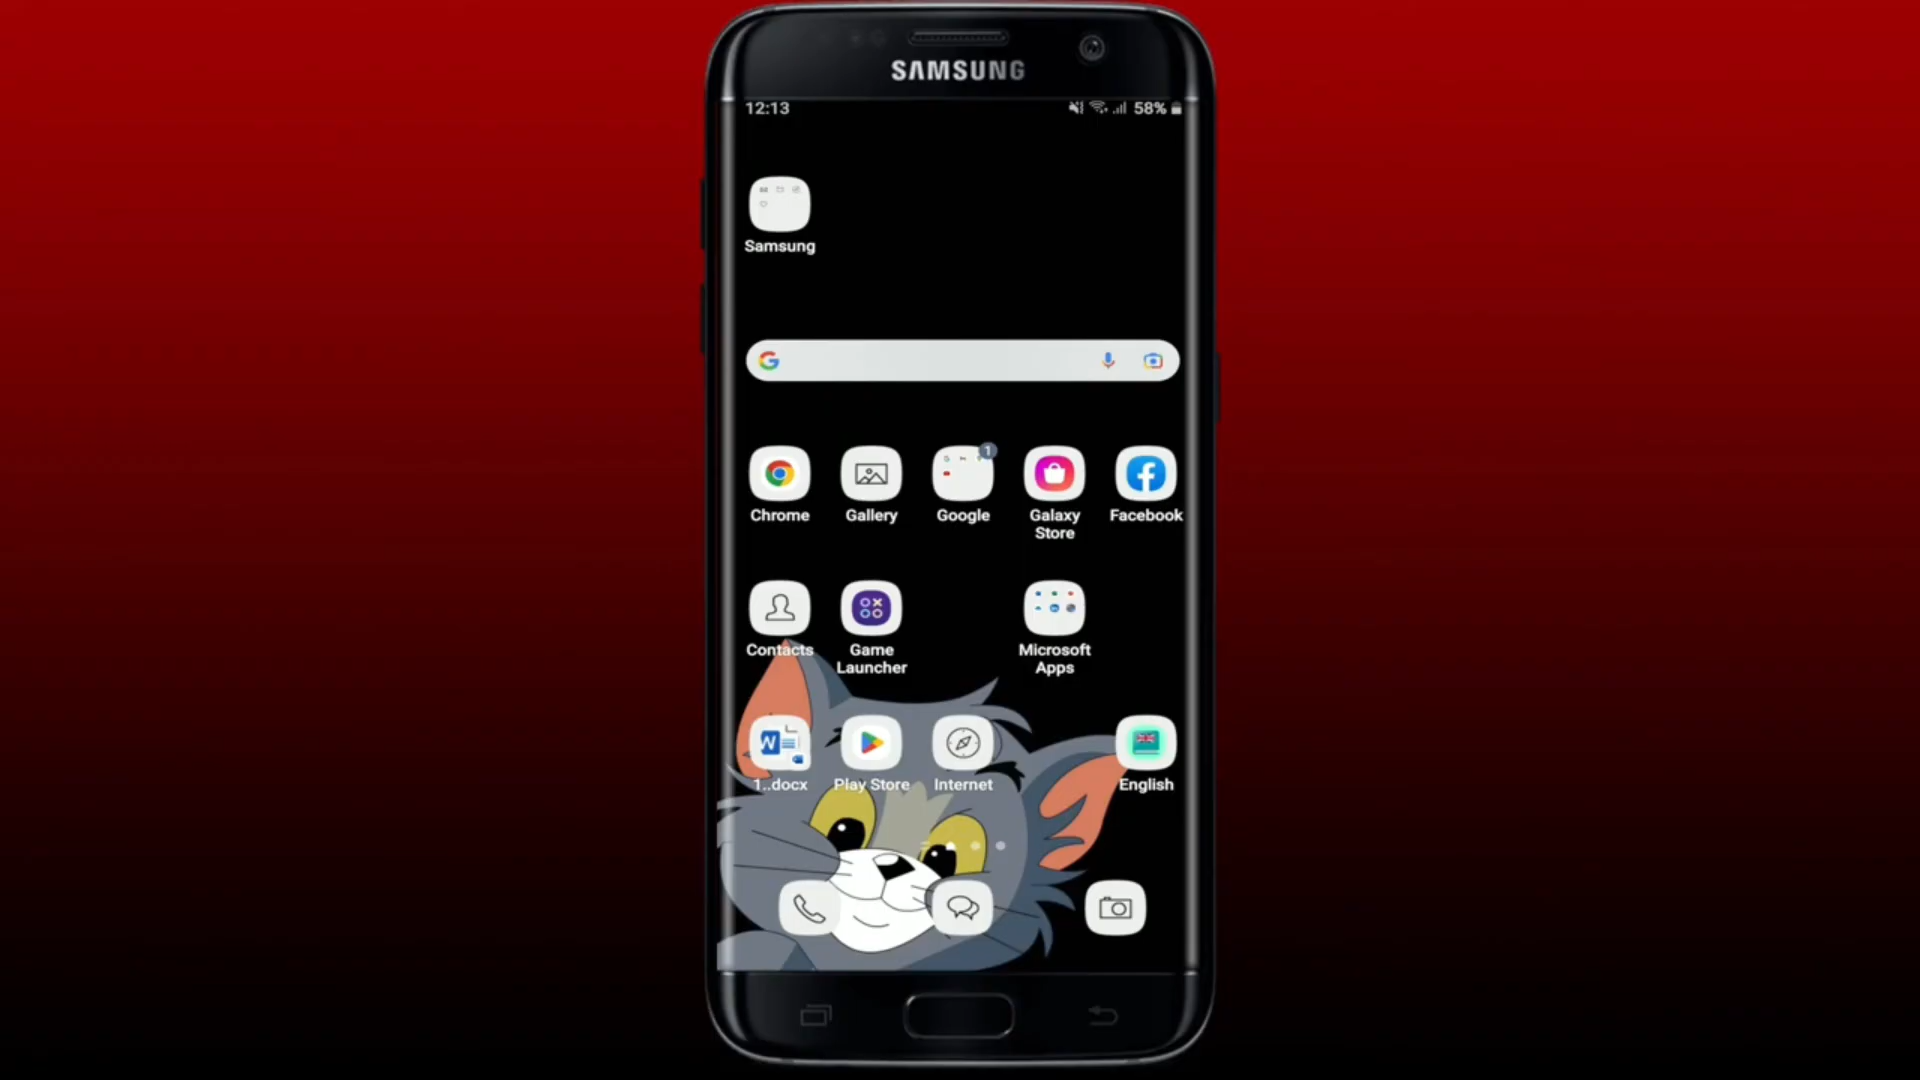 SAMSUNG
12:13 58%
Samsung
Chrome Gallery Google Galaxy Store Facebook
1
Contacts Game Launcher Microsoft Apps
1..docx Play Store Internet English